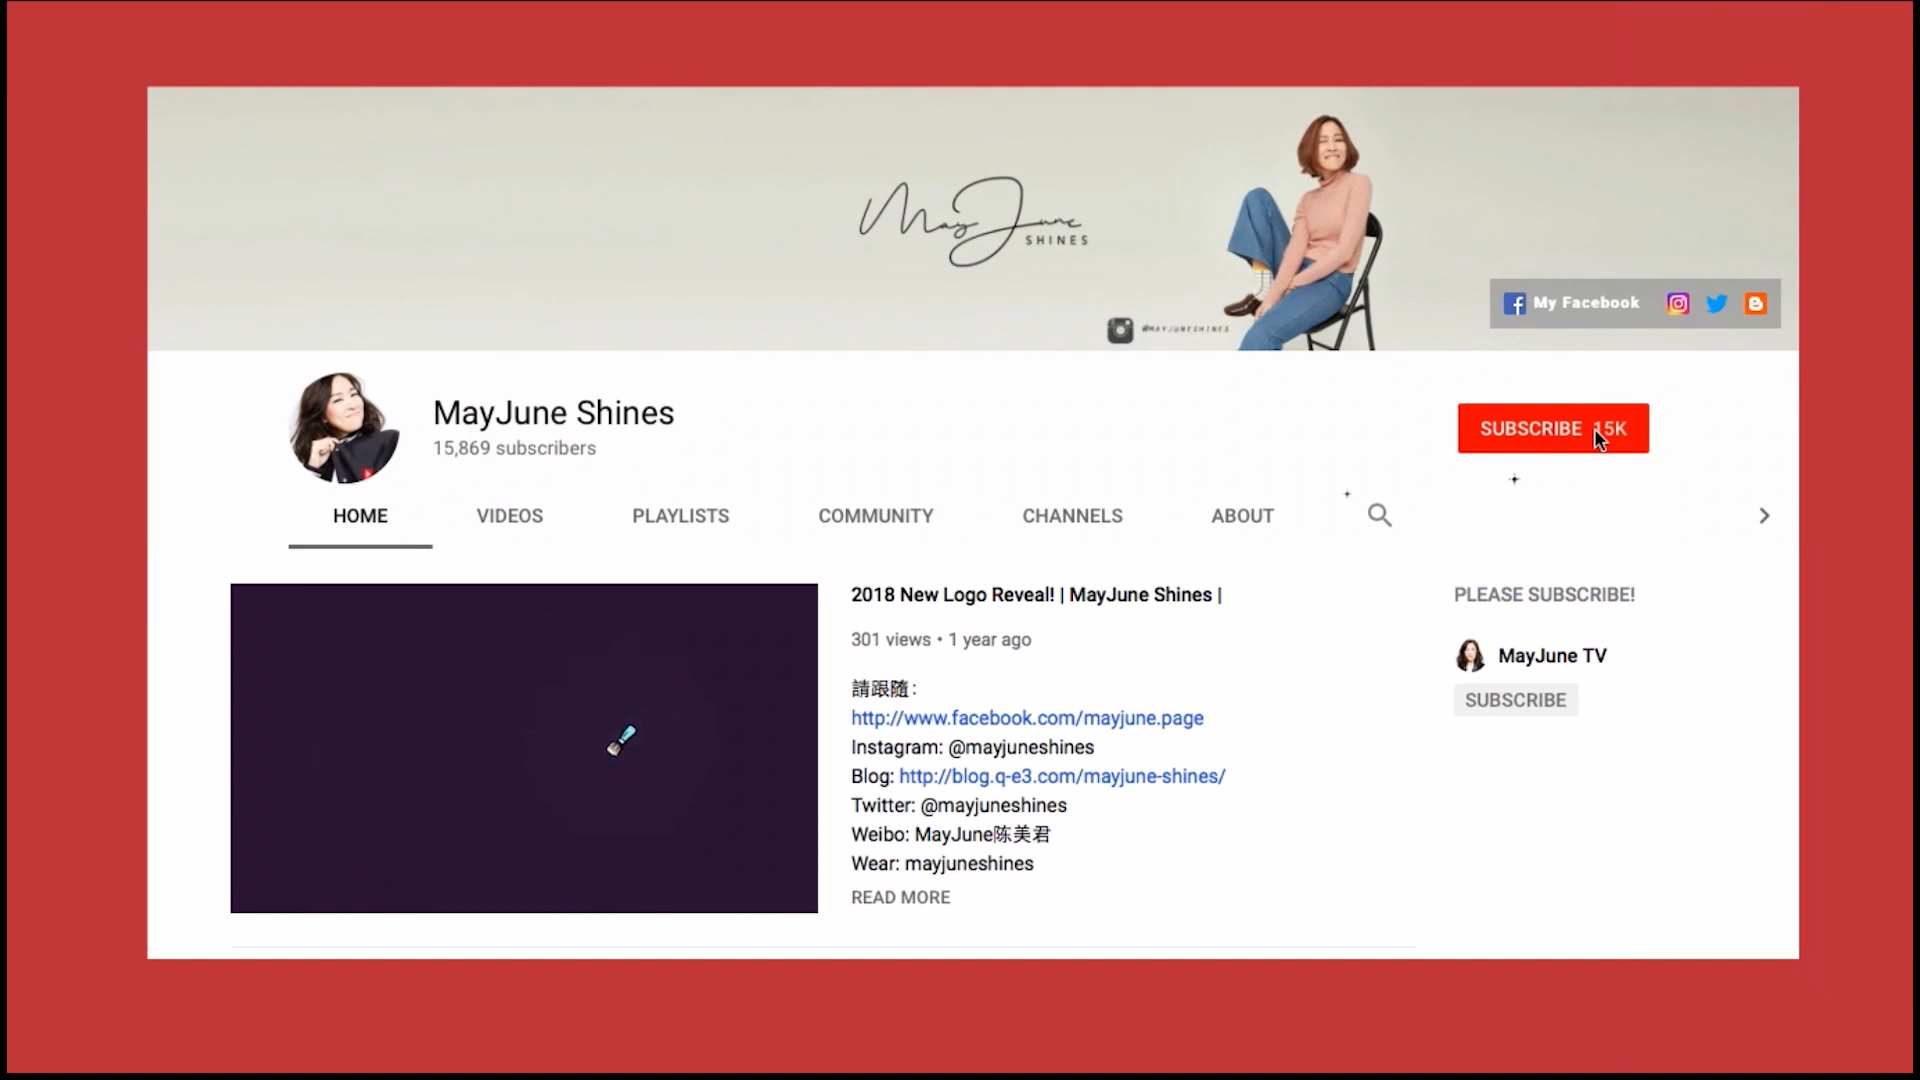 MayJune
SHINES
@MAYJUNESHINES
My Facebook
MayJune Shines
15,869 subscribers
SUBSCRIBE 15K
HOME VIDEOS PLAYLISTS COMMUNITY CHANNELS ABOUT
2018 New Logo Reveal! | MayJune Shines |
301 views • 1 year ago
請跟隨:
http://www.facebook.com/mayjune.page
Instagram: @mayjuneshines
Blog: http://blog.q-e3.com/mayjune-shines/
Twitter: @mayjuneshines
Weibo: MayJune陈美君
Wear: mayjuneshines
READ MORE
PLEASE SUBSCRIBE!
MayJune TV
SUBSCRIBE